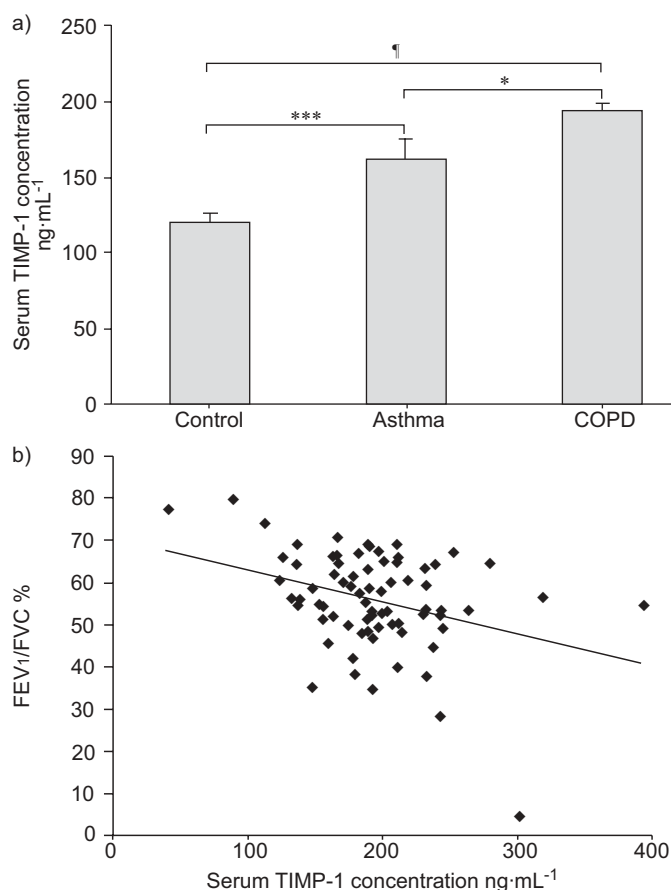 a)
250
200
150
100
50
0
Serum TIMP-1 concentration
ng·mL-1
¶
*
***
Control Asthma COPD
b)
90
80
70
60
50
40
30
20
10
0
FEV1/FVC %
0 100 200 300 400
Serum TIMP-1 concentration ng·mL-1